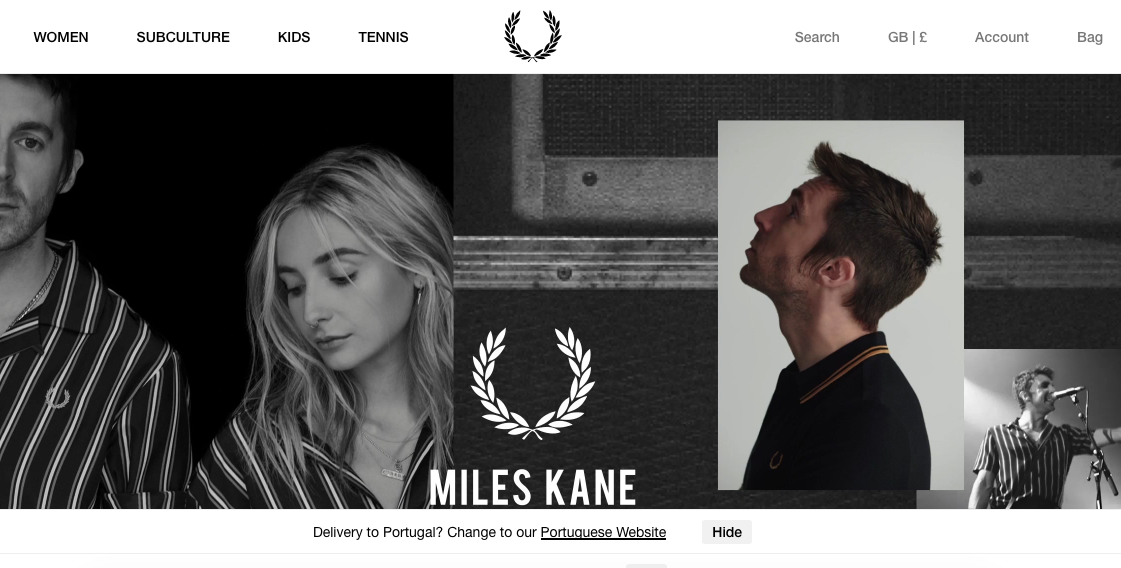 WOMEN SUBCULTURE KIDS TENNIS Search GB | £ Account Bag
MILES KANE
Delivery to Portugal? Change to our Portuguese Website Hide